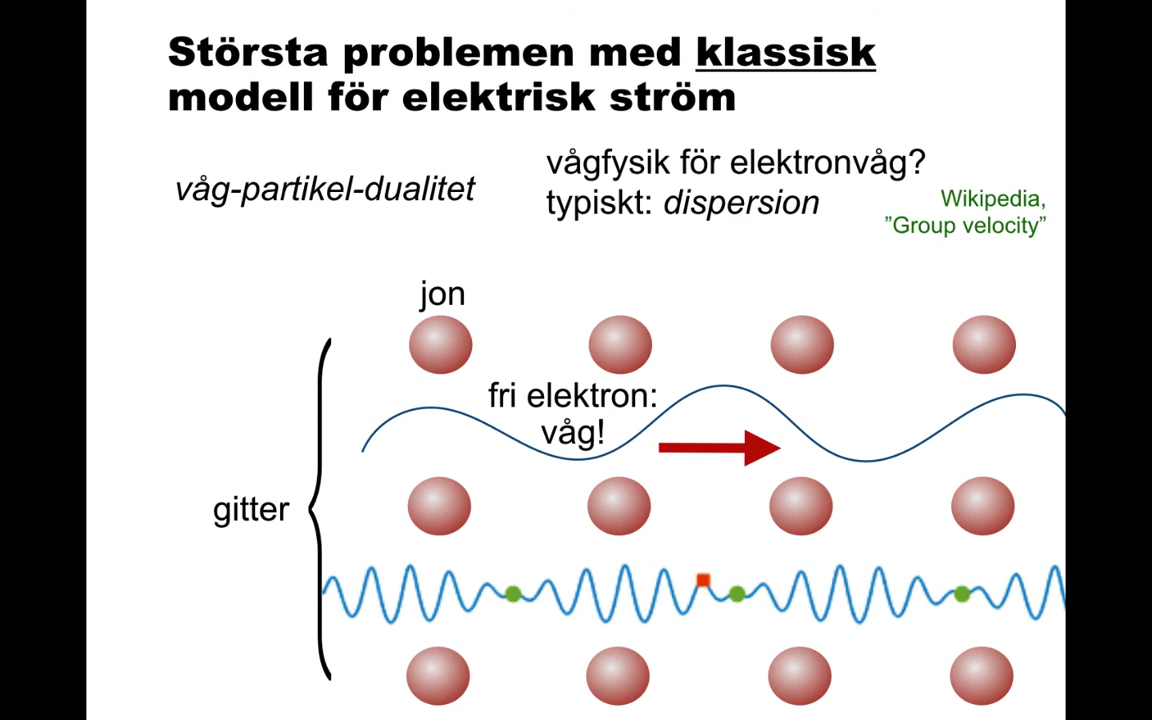 Största problemen med klassisk
modell för elektrisk ström
våg-partikel-dualitet
vågfysik för elektronvåg?
typiskt: dispersion
Wikipedia,
”Group velocity”
jon
fri elektron:
våg!
gitter